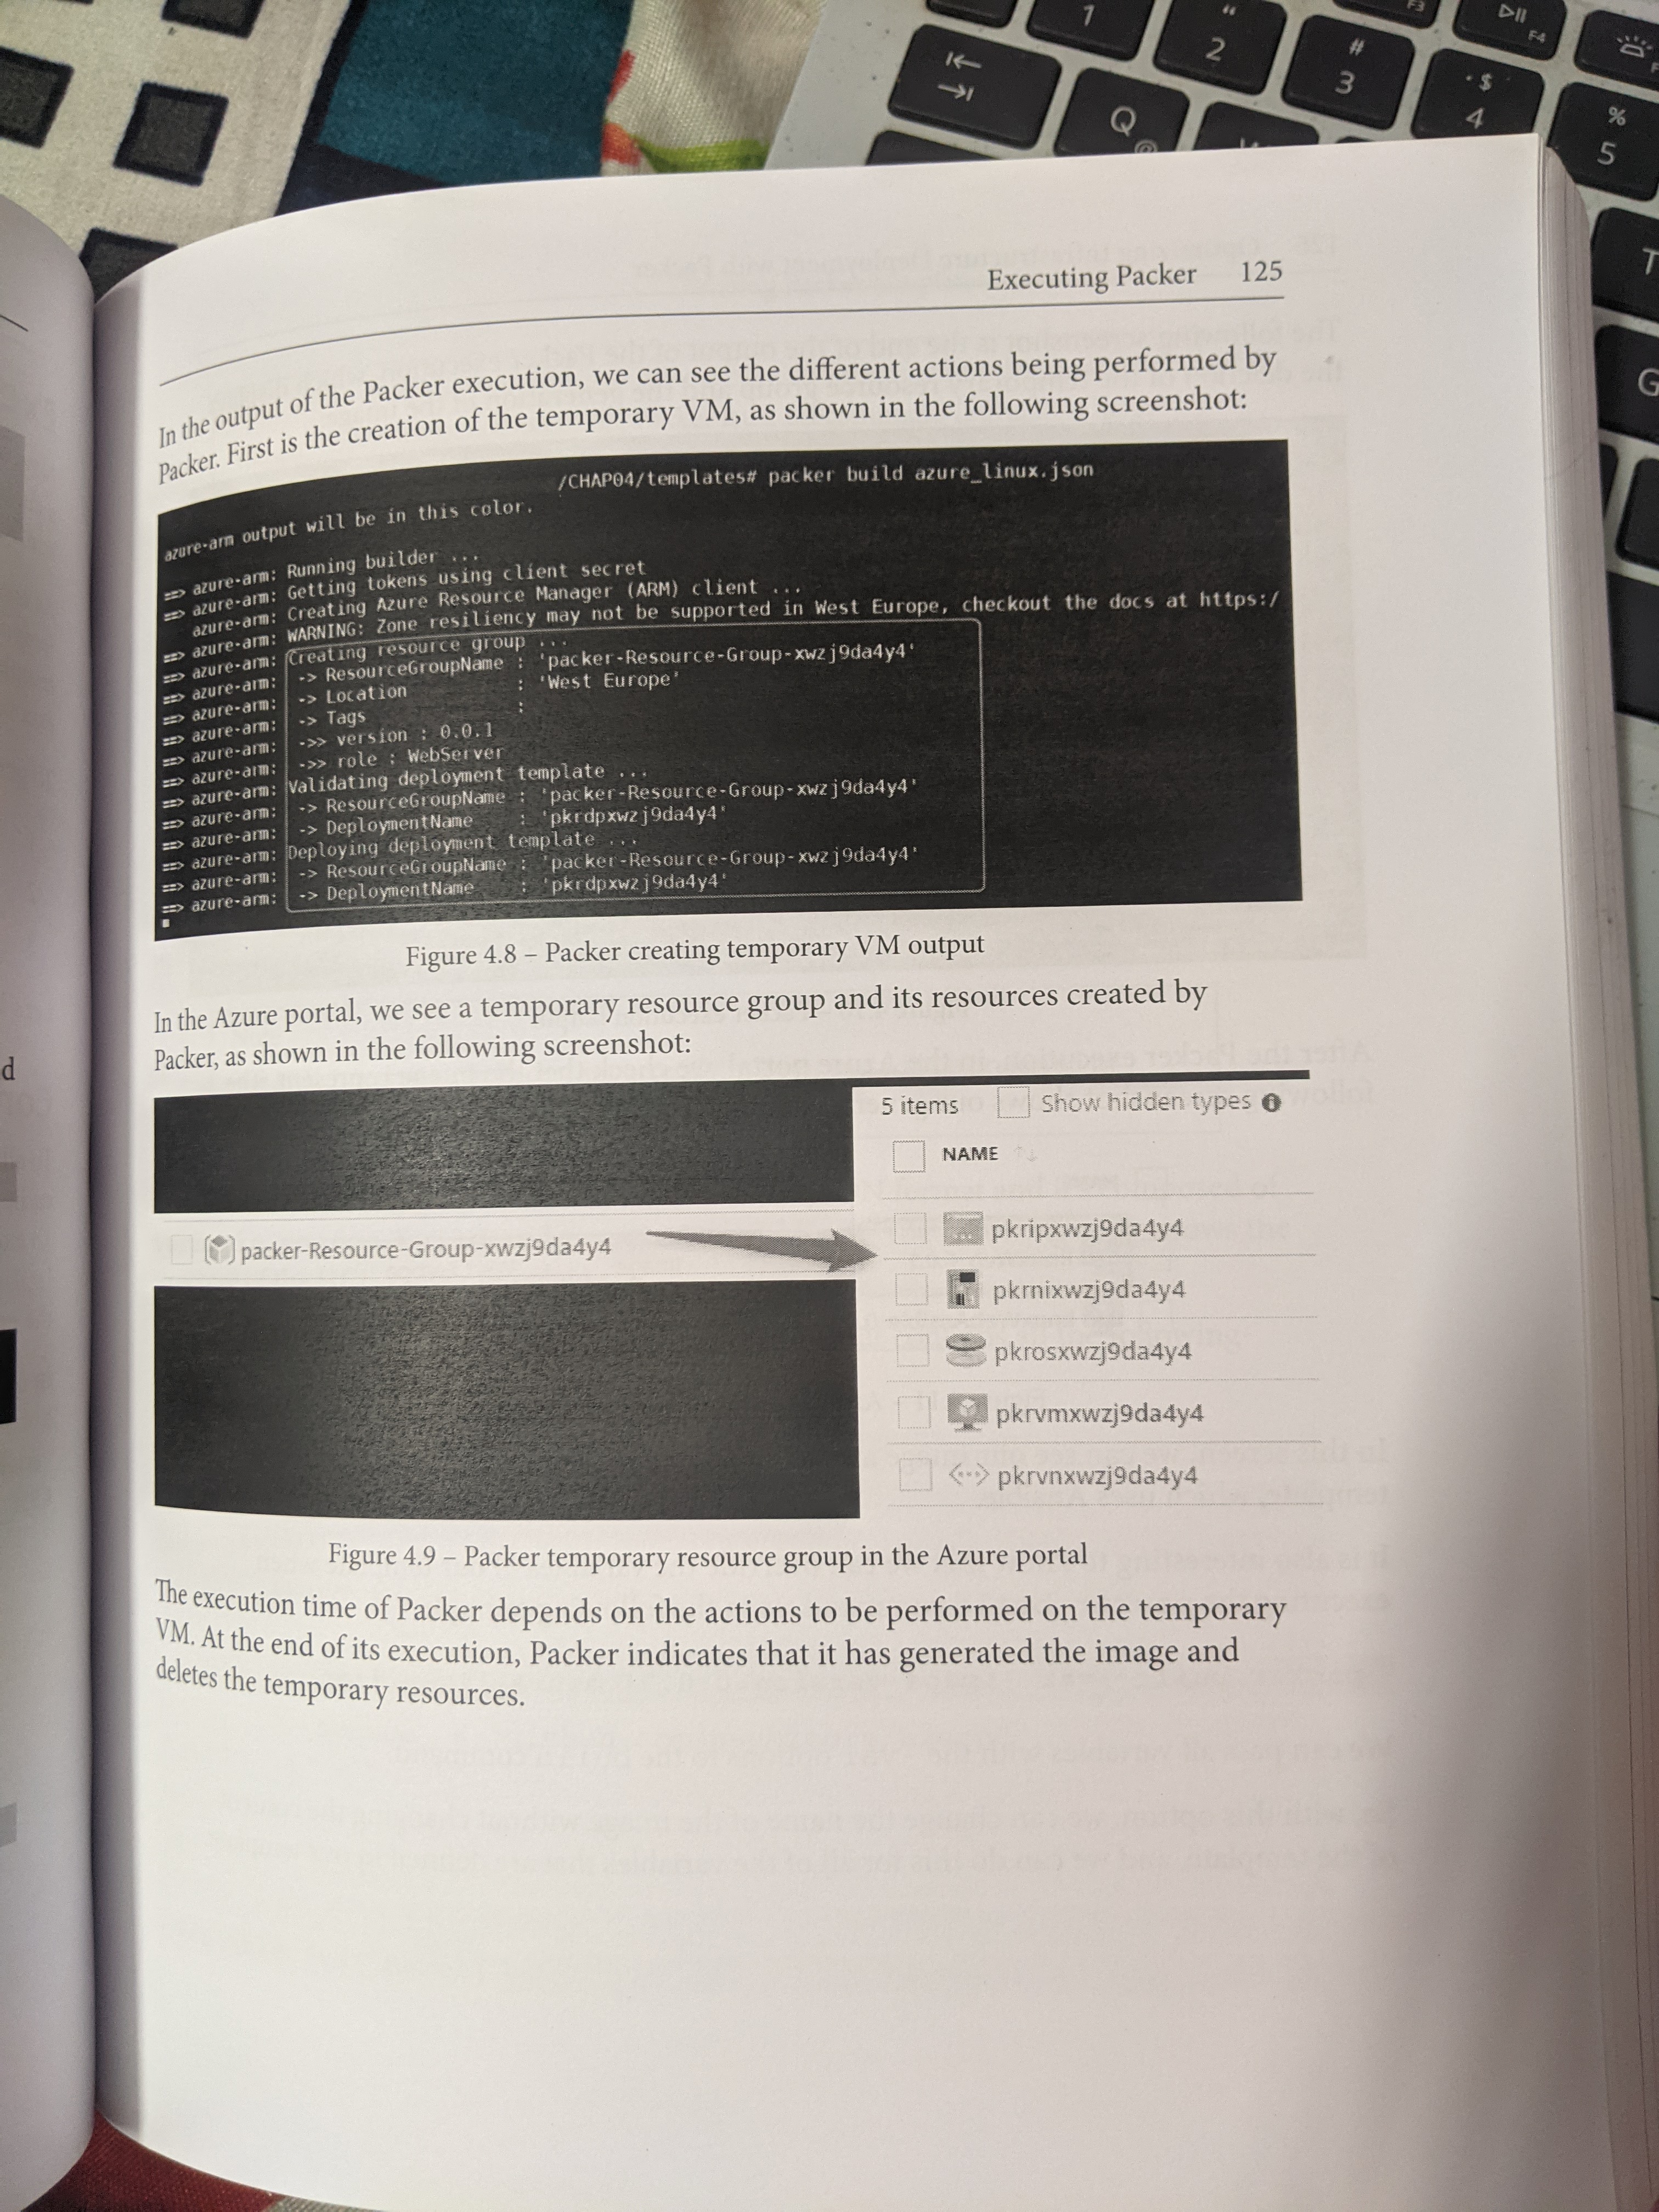 1
2
#
3
$
4
%
5
F3
F4
Q
@
T
G
d
Executing Packer 125
In the output of the Packer execution, we can see the different actions being performed by
Packer. First is the creation of the temporary VM, as shown in the following screenshot:
/CHAP04/templates# packer build azure_linux.json
azure-arm output will be in this color.
==> azure-arm: Running builder ...
==> azure-arm: Getting tokens using client secret
azure-arm: Creating Azure Resource Manager (ARM) client ...
==> azure-arm: WARNING: Zone resiliency may not be supported in West Europe, checkout the docs at https:/
==> azure-arm: Creating resource group ...
==> azure-arm: -> ResourceGroupName : 'packer-Resource-Group-xwzj9da4y4'
==> azure-arm: -> Location : 'West Europe'
==> azure-arm: -> Tags :
==> azure-arm: ->> version : 0.0.1
==> azure-arm: ->> role : WebServer
==> azure-arm: Validating deployment template ...
==> azure-arm: -> ResourceGroupName : 'packer-Resource-Group-xwzj9da4y4'
==> azure-arm: -> DeploymentName : 'pkrdpxwzj9da4y4'
==> azure-arm: Deploying deployment template ...
==> azure-arm: -> ResourceGroupName : 'packer-Resource-Group-xwzj9da4y4'
==> azure-arm: -> DeploymentName : 'pkrdpxwzj9da4y4'
Figure 4.8 – Packer creating temporary VM output
In the Azure portal, we see a temporary resource group and its resources created by
Packer, as shown in the following screenshot:
5 items Show hidden types
NAME
packer-Resource-Group-xwzj9da4y4
pkripxwzj9da4y4
pkrnixwzj9da4y4
pkrosxwzj9da4y4
pkrvmxwzj9da4y4
pkrvnxwzj9da4y4
Figure 4.9 – Packer temporary resource group in the Azure portal
The execution time of Packer depends on the actions to be performed on the temporary
VM. At the end of its execution, Packer indicates that it has generated the image and
deletes the temporary resources.